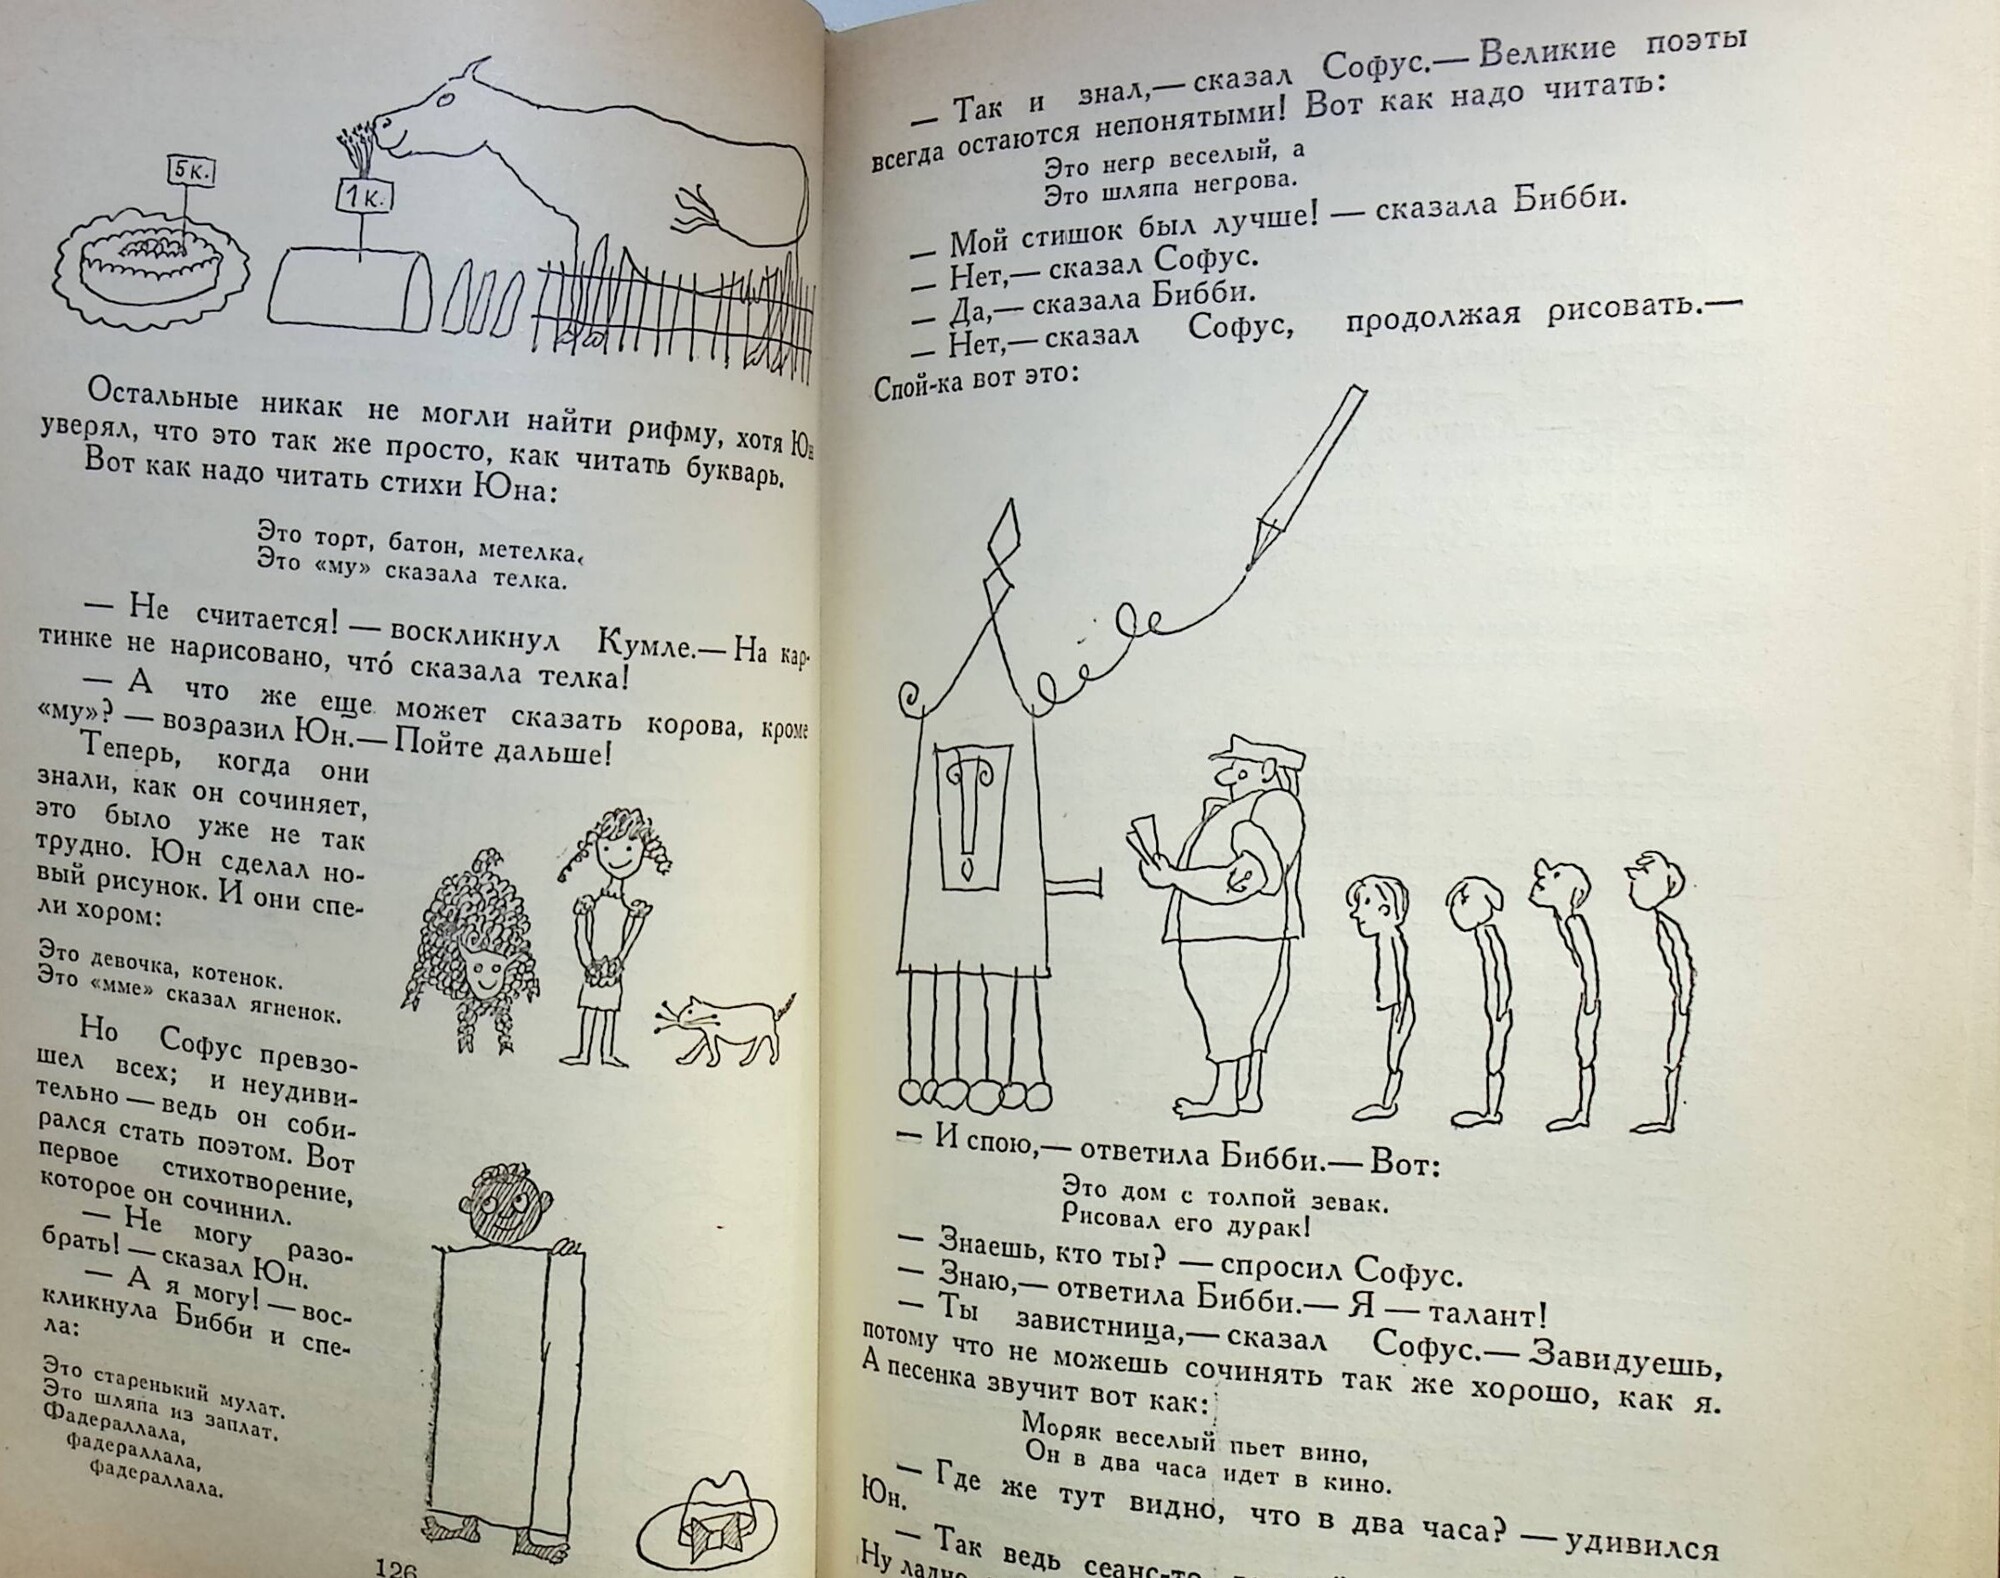 5 к.
1 к.
Остальные никак не могли найти рифму, хотя Юн
уверял, что это так же просто, как читать букварь.
Вот как надо читать стихи Юна:
Это торт, батон, метелка,
Это «му» сказала телка.
— Не считается! — воскликнул Кумле.— На кар-
тинке не нарисовано, что́ сказала телка!
— А что же еще может сказать корова, кроме
«му»? — возразил Юн.— Пойте дальше!
Теперь, когда они
знали, как он сочиняет,
это было уже не так
трудно. Юн сделал но-
вый рисунок. И они спе-
ли хором:
Это девочка, котенок.
Это «мме» сказал ягненок.
Но Софус превзо-
шел всех; и неудиви-
тельно — ведь он соби-
рался стать поэтом. Вот
первое стихотворение,
которое он сочинил.
— Не могу разо-
брать! — сказал Юн.
— А я могу! — вос-
кликнула Бибби и спе-
ла:
Это старенький мулат.
Это шляпа из заплат.
Фадераллала,
фадераллала,
фадераллала.
126
— Так и знал,— сказал Софус.— Великие поэты
всегда остаются непонятыми! Вот как надо читать:
Это негр веселый, а
Это шляпа негрова.
— Мой стишок был лучше! — сказала Бибби.
— Нет,— сказал Софус.
— Да,— сказала Бибби.
— Нет,— сказал Софус, продолжая рисовать.—
Спой-ка вот это:
— И спою,— ответила Бибби.— Вот:
Это дом с толпой зевак.
Рисовал его дурак!
— Знаешь, кто ты? — спросил Софус.
— Знаю,— ответила Бибби.— Я — талант!
— Ты завистница,— сказал Софус.— Завидуешь,
потому что не можешь сочинять так же хорошо, как я.
А песенка звучит вот как:
Моряк веселый пьет вино,
Он в два часа идет в кино.
— Где же тут видно, что в два часа? — удивился
Юн.
— Так ведь сеанс-то
Ну ладно